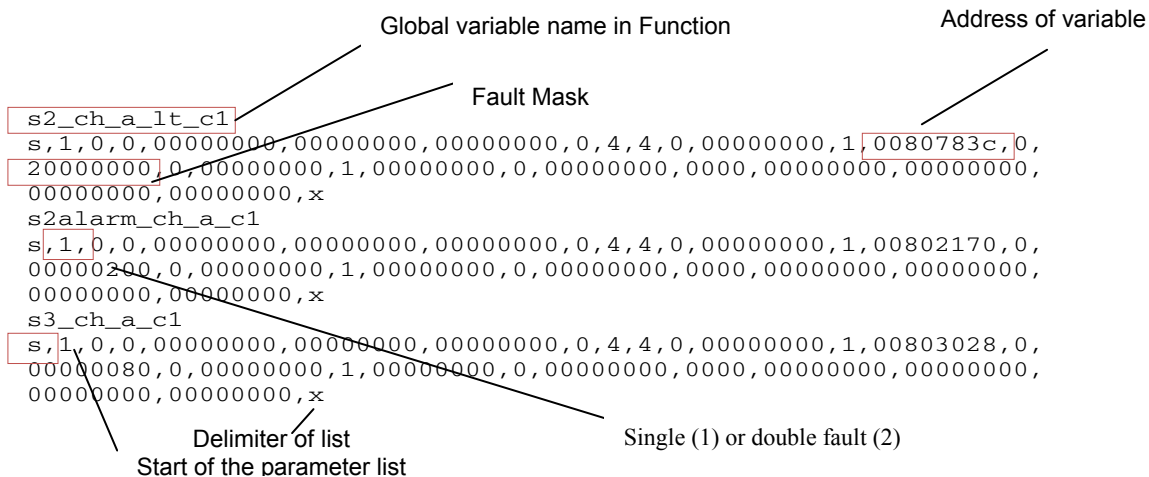 Global variable name in Function
Address of variable
Fault Mask
s2_ch_a_lt_c1
s,1,0,0,00000000,00000000,00000000,0,4,4,0,00000000,1,0080783c,0,
20000000,0,00000000,1,00000000,0,00000000,0000,00000000,00000000,
00000000,00000000,x
s2alarm_ch_a_c1
s,1,0,0,00000000,00000000,00000000,0,4,4,0,00000000,1,00802170,0,
00000200,0,00000000,1,00000000,0,00000000,0000,00000000,00000000,
00000000,00000000,x
s3_ch_a_c1
s,1,0,0,00000000,00000000,00000000,0,4,4,0,00000000,1,00803028,0,
00000080,0,00000000,1,00000000,0,00000000,0000,00000000,00000000,
00000000,00000000,x
Delimiter of list
Single (1) or double fault (2)
Start of the parameter list